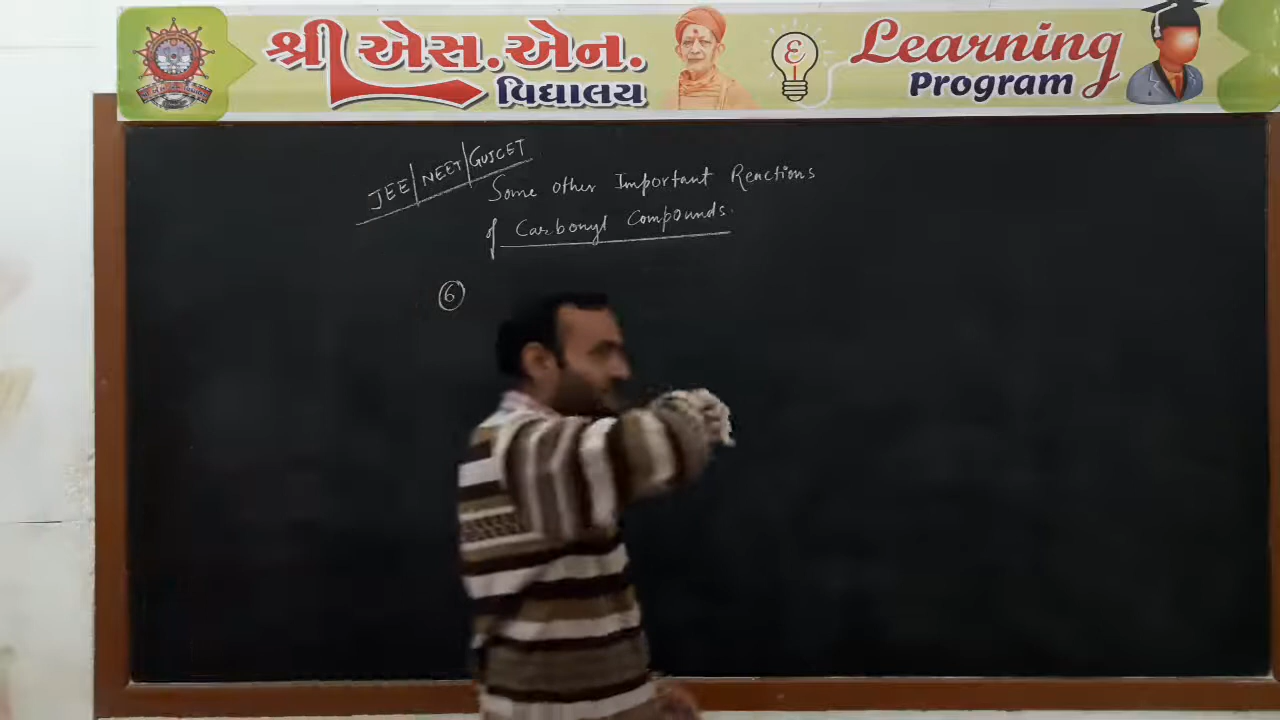 શ્રી એસ.એન.
વિદ્યાલય
Learning
Program
JEE/NEET/GUJCET
Some other Important Reactions
of Carbonyl Compounds.
6